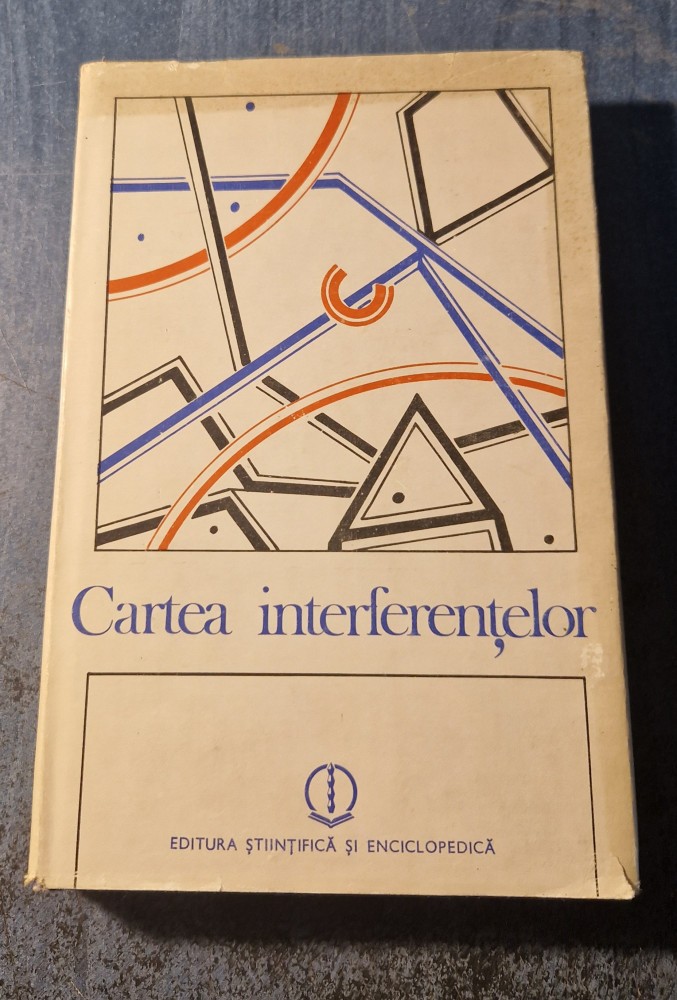 Cartea interferențelor
EDITURA ȘTIINȚIFICĂ ȘI ENCICLOPEDICĂ